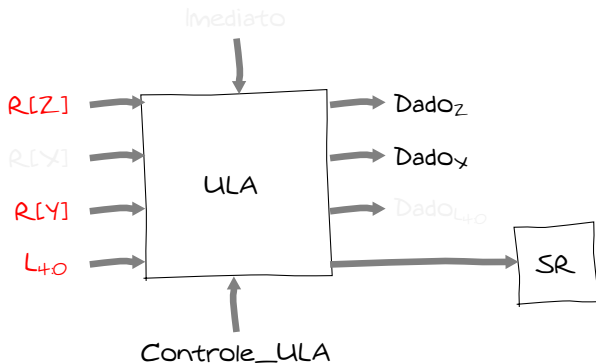 Imediato
R[Z]
Dado_Z
R[X]
Dado_X
ULA
R[Y]
Dado_L4:0
L4:0
SR
Controle_ULA